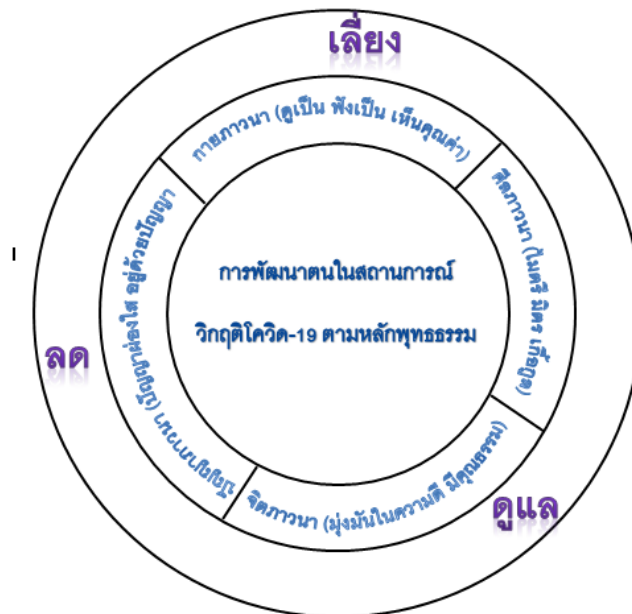 เลี่ยง
กายภาวนา (ดูเป็น ฟังเป็น เห็นคุณค่า)
ศีลภาวนา (ไมตรี มิตร เกื้อกูล)
การพัฒนาตนในสถานการณ์
วิกฤติโควิด-19 ตามหลักพุทธธรรม
ลด
ปัญญาภาวนา (ปัญญาผ่องใส อยู่ด้วยปัญญา
จิตภาวนา (มุ่งมั่นในความดี มีคุณธรรม)
ดูแล